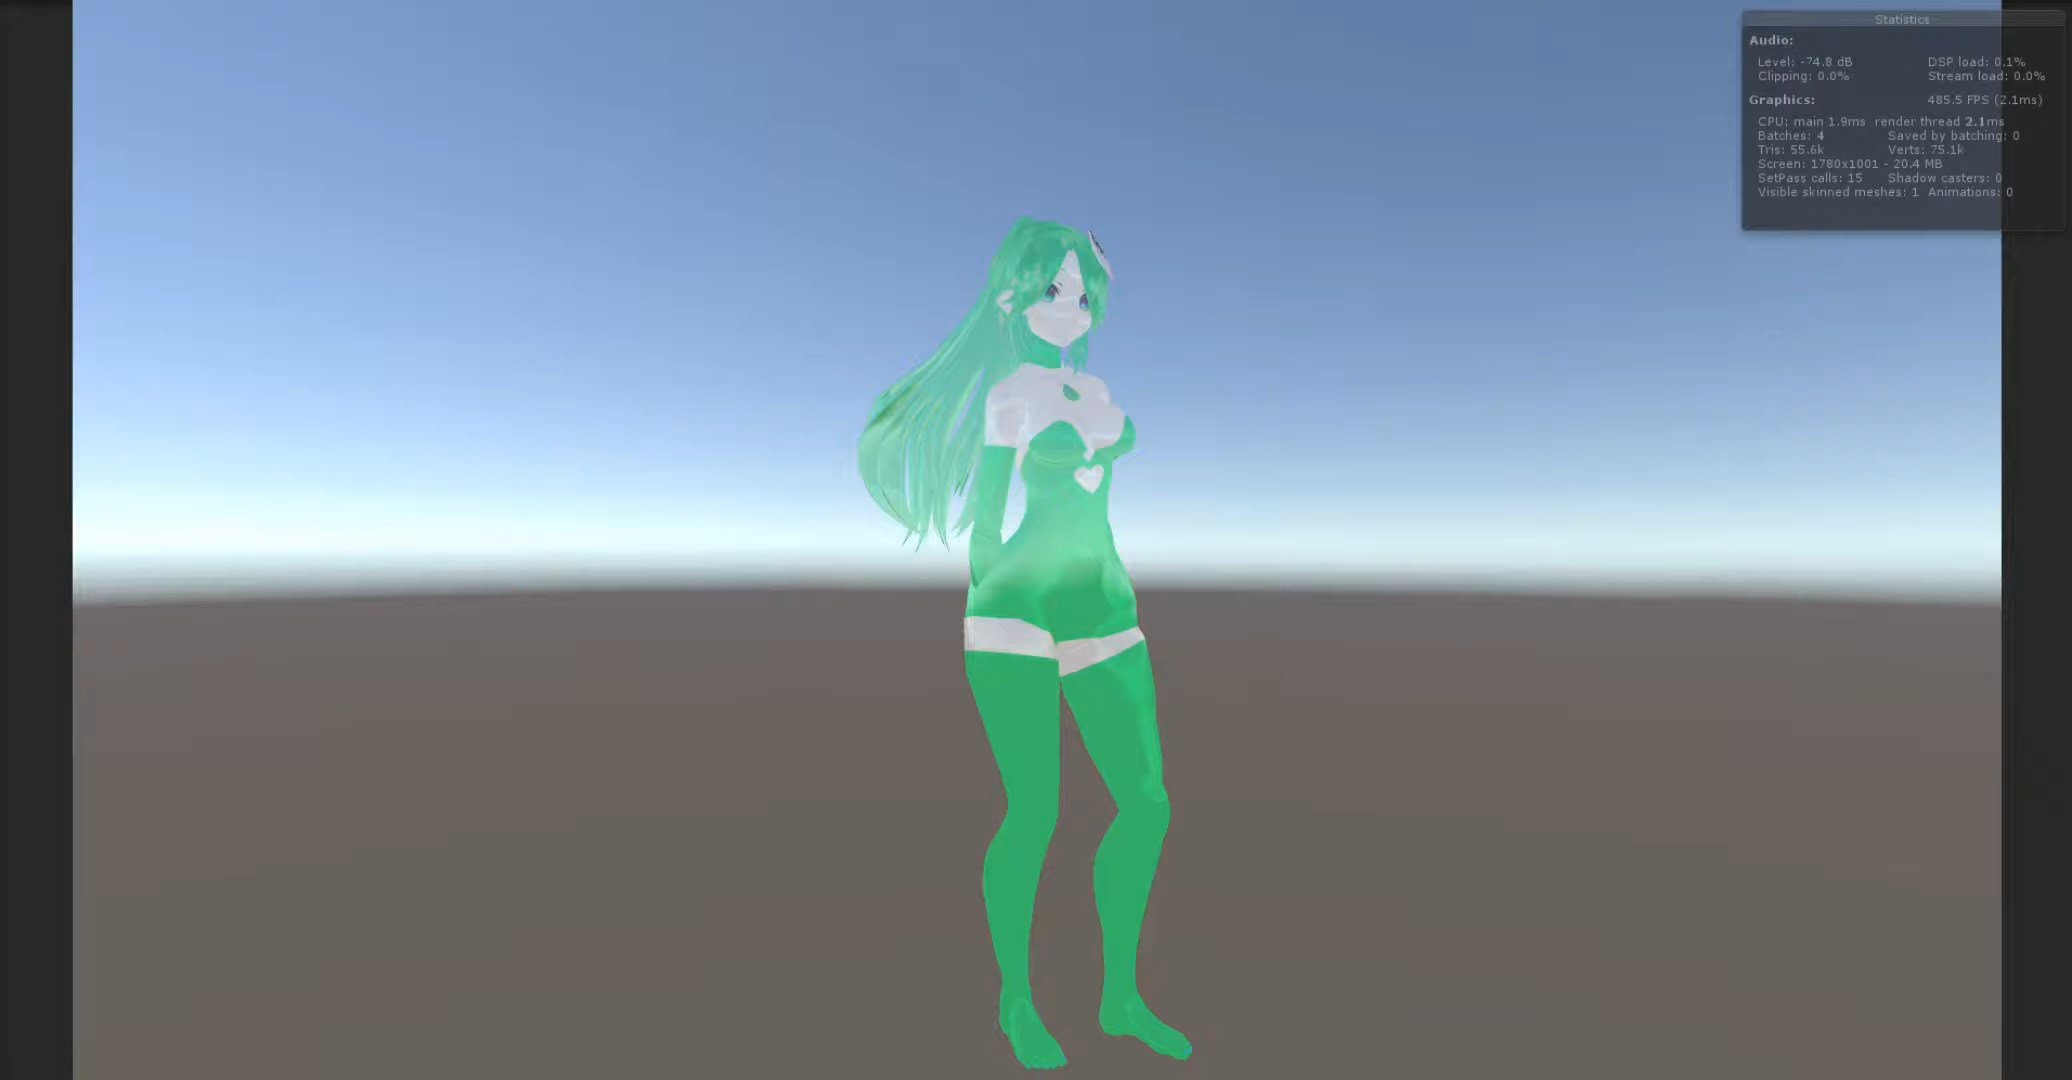 Statistics
Audio:
Level: -74.8 dB DSP load: 0.1%
Clipping: 0.0% Stream load: 0.0%
Graphics: 485.5 FPS (2.1ms)
CPU: main 1.9ms render thread 2.1ms
Batches: 4 Saved by batching: 0
Tris: 55.6k Verts: 75.1k
Screen: 1780x1001 - 20.4 MB
SetPass calls: 15 Shadow casters: 0
Visible skinned meshes: 1 Animations: 0